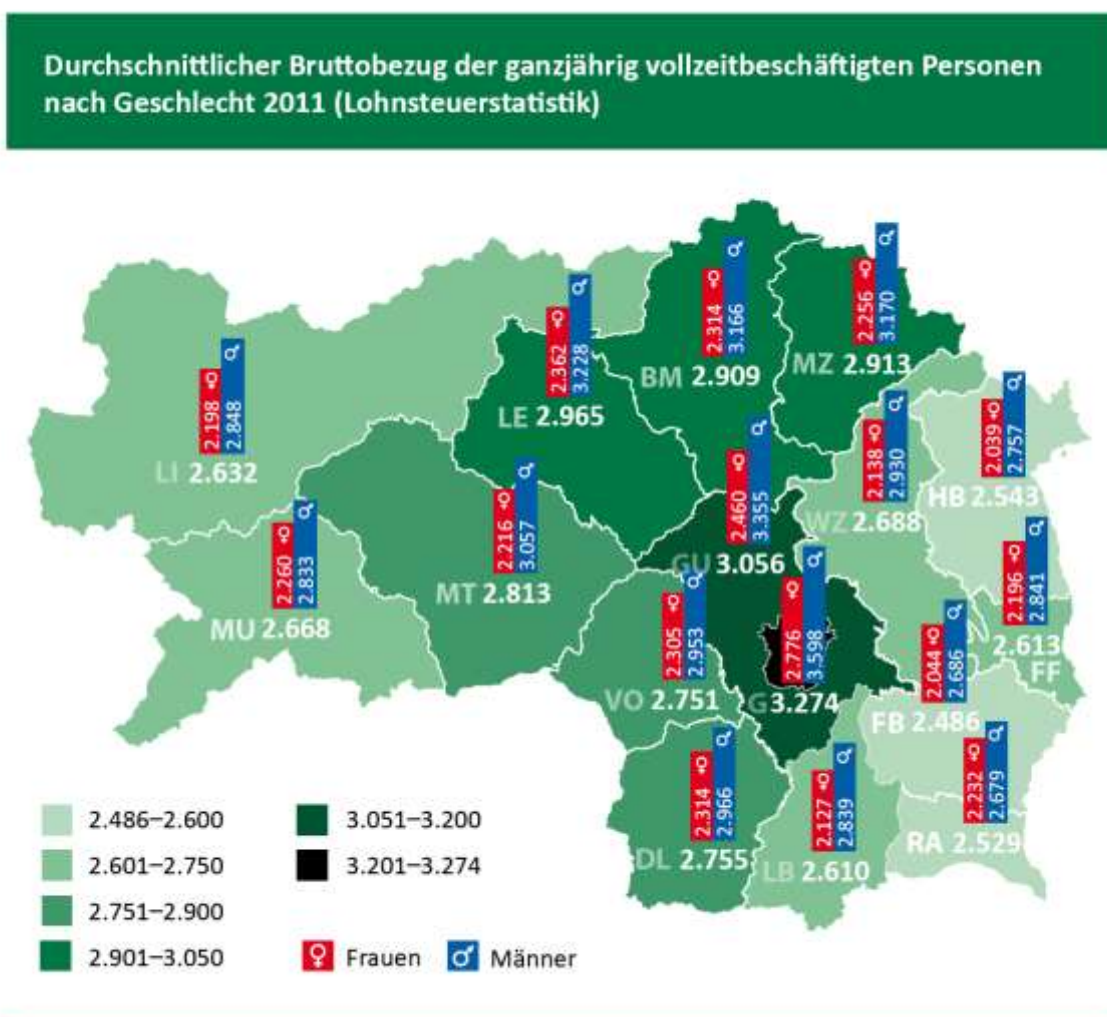 Durchschnittlicher Bruttobezug der ganzjährig vollzeitbeschäftigten Personen
nach Geschlecht 2011 (Lohnsteuerstatistik)
2.314 ♀
3.166 ♂
BM 2.909
2.256 ♀
3.170 ♂
MZ 2.913
2.362 ♀
3.228 ♂
LE 2.965
2.198 ♀
2.848 ♂
LI 2.632
2.039 ♀
2.757 ♂
HB 2.543
2.138 ♀
2.930 ♂
WZ 2.688
2.460 ♀
3.355 ♂
GU 3.056
2.216 ♀
3.057 ♂
MT 2.813
2.260 ♀
2.833 ♂
MU 2.668
2.196 ♀
2.841 ♂
2.613
FF
2.305 ♀
2.953 ♂
VO 2.751
2.776 ♀
3.598 ♂
G 3.274
2.044 ♀
2.686 ♂
FB 2.486
2.314 ♀
2.966 ♂
DL 2.755
2.127 ♀
2.839 ♂
LB 2.610
2.232 ♀
2.679 ♂
RA 2.529
2.486–2.600
2.601–2.750
2.751–2.900
2.901–3.050
3.051–3.200
3.201–3.274
♀ Frauen
♂ Männer